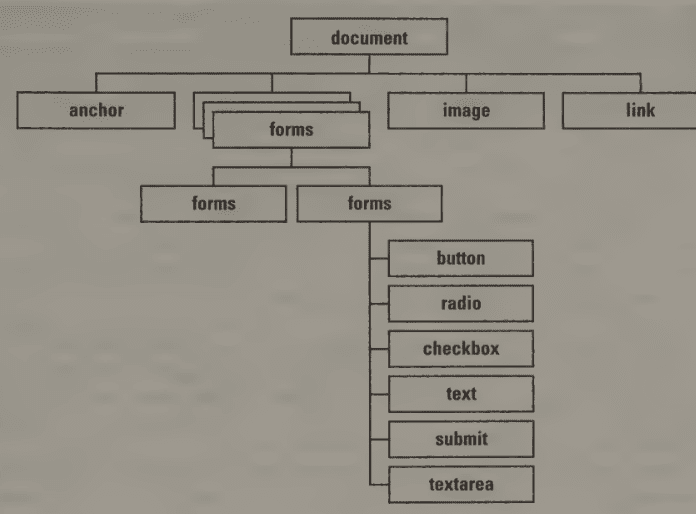 document
anchor
forms
image
link
forms
forms
button
radio
checkbox
text
submit
textarea